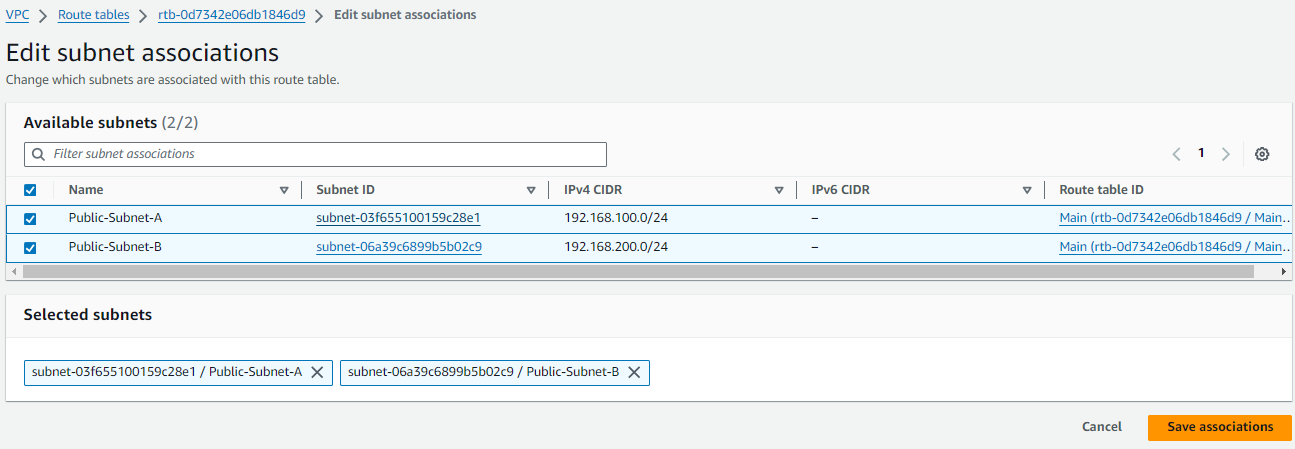 VPC > Route tables > rtb-0d7342e06db1846d9 > Edit subnet associations
Edit subnet associations
Change which subnets are associated with this route table.
Available subnets (2/2)
Filter subnet associations
1
Name Subnet ID IPv4 CIDR IPv6 CIDR Route table ID
Public-Subnet-A subnet-03f655100159c28e1 192.168.100.0/24 – Main (rtb-0d7342e06db1846d9 / Main...
Public-Subnet-B subnet-06a39c6899b5b02c9 192.168.200.0/24 – Main (rtb-0d7342e06db1846d9 / Main...
Selected subnets
subnet-03f655100159c28e1 / Public-Subnet-A X subnet-06a39c6899b5b02c9 / Public-Subnet-B X
Cancel Save associations